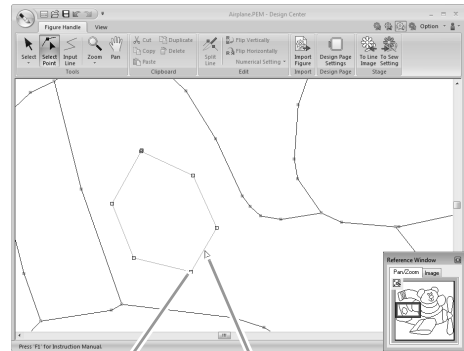 Airplane.PEM - Design Center
Figure Handle View Option
Select
Select Point
Input Line
Zoom
Pan
Tools
Cut
Duplicate
Copy
Delete
Paste
Clipboard
Split Line
Flip Vertically
Flip Horizontally
Numerical Setting
Edit
Import Figure
Import
Design Page Settings
Design Page
To Line Image
To Sew Setting
Stage
Reference Window
Pan/Zoom Image
Press 'F1' for Instruction Manual.